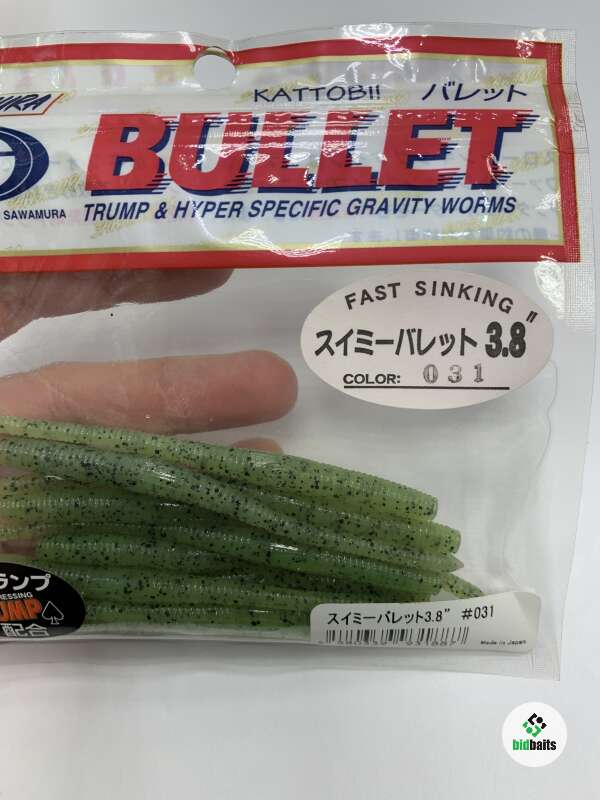 KATTOBI!! バレット
BULLET
SAWAMURA
TRUMP & HYPER SPECIFIC GRAVITY WORMS
FAST SINKING
スイミーバレット 3.8"
COLOR: 031
ランプ
配合
スイミーバレット3.8" #031
Made in Japan
bidbaits